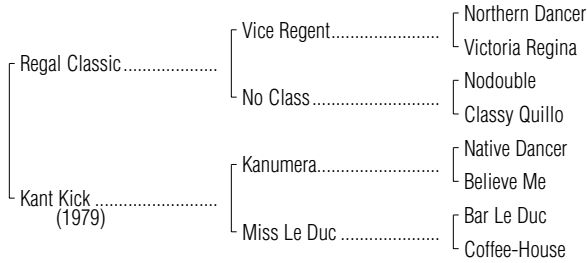 Northern Dancer
Vice Regent
Victoria Regina
Regal Classic
Nodouble
No Class
Classy Quillo
Native Dancer
Kanumera
Believe Me
Kant Kick
(1979)
Bar Le Duc
Miss Le Duc
Coffee-House